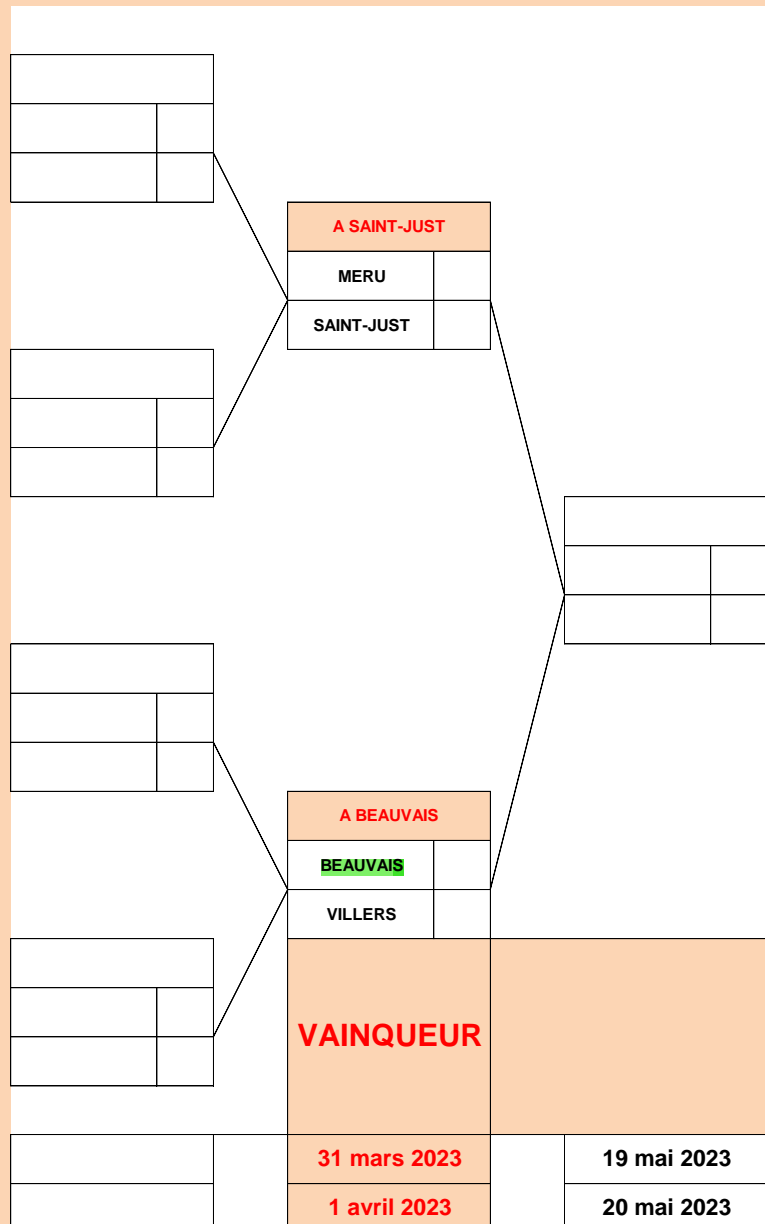 A SAINT-JUST
MERU
SAINT-JUST
A BEAUVAIS
BEAUVAIS
VILLERS
VAINQUEUR
31 mars 2023
19 mai 2023
1 avril 2023
20 mai 2023